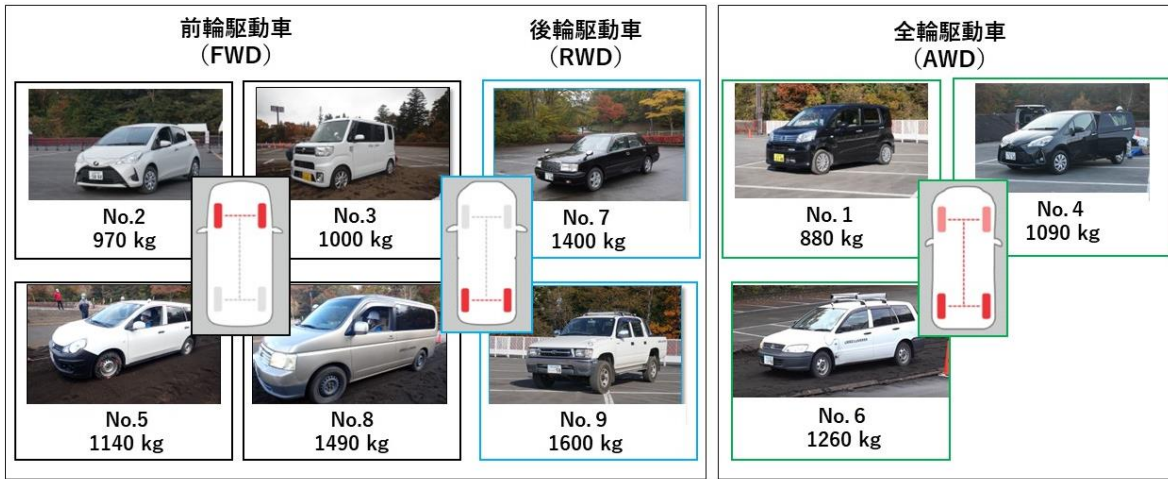 前輪駆動車
（FWD）
後輪駆動車
（RWD）
全輪駆動車
（AWD）
No.2
970 kg
No.3
1000 kg
No. 7
1400 kg
No. 1
880 kg
No. 4
1090 kg
No.5
1140 kg
No.8
1490 kg
No. 9
1600 kg
No. 6
1260 kg